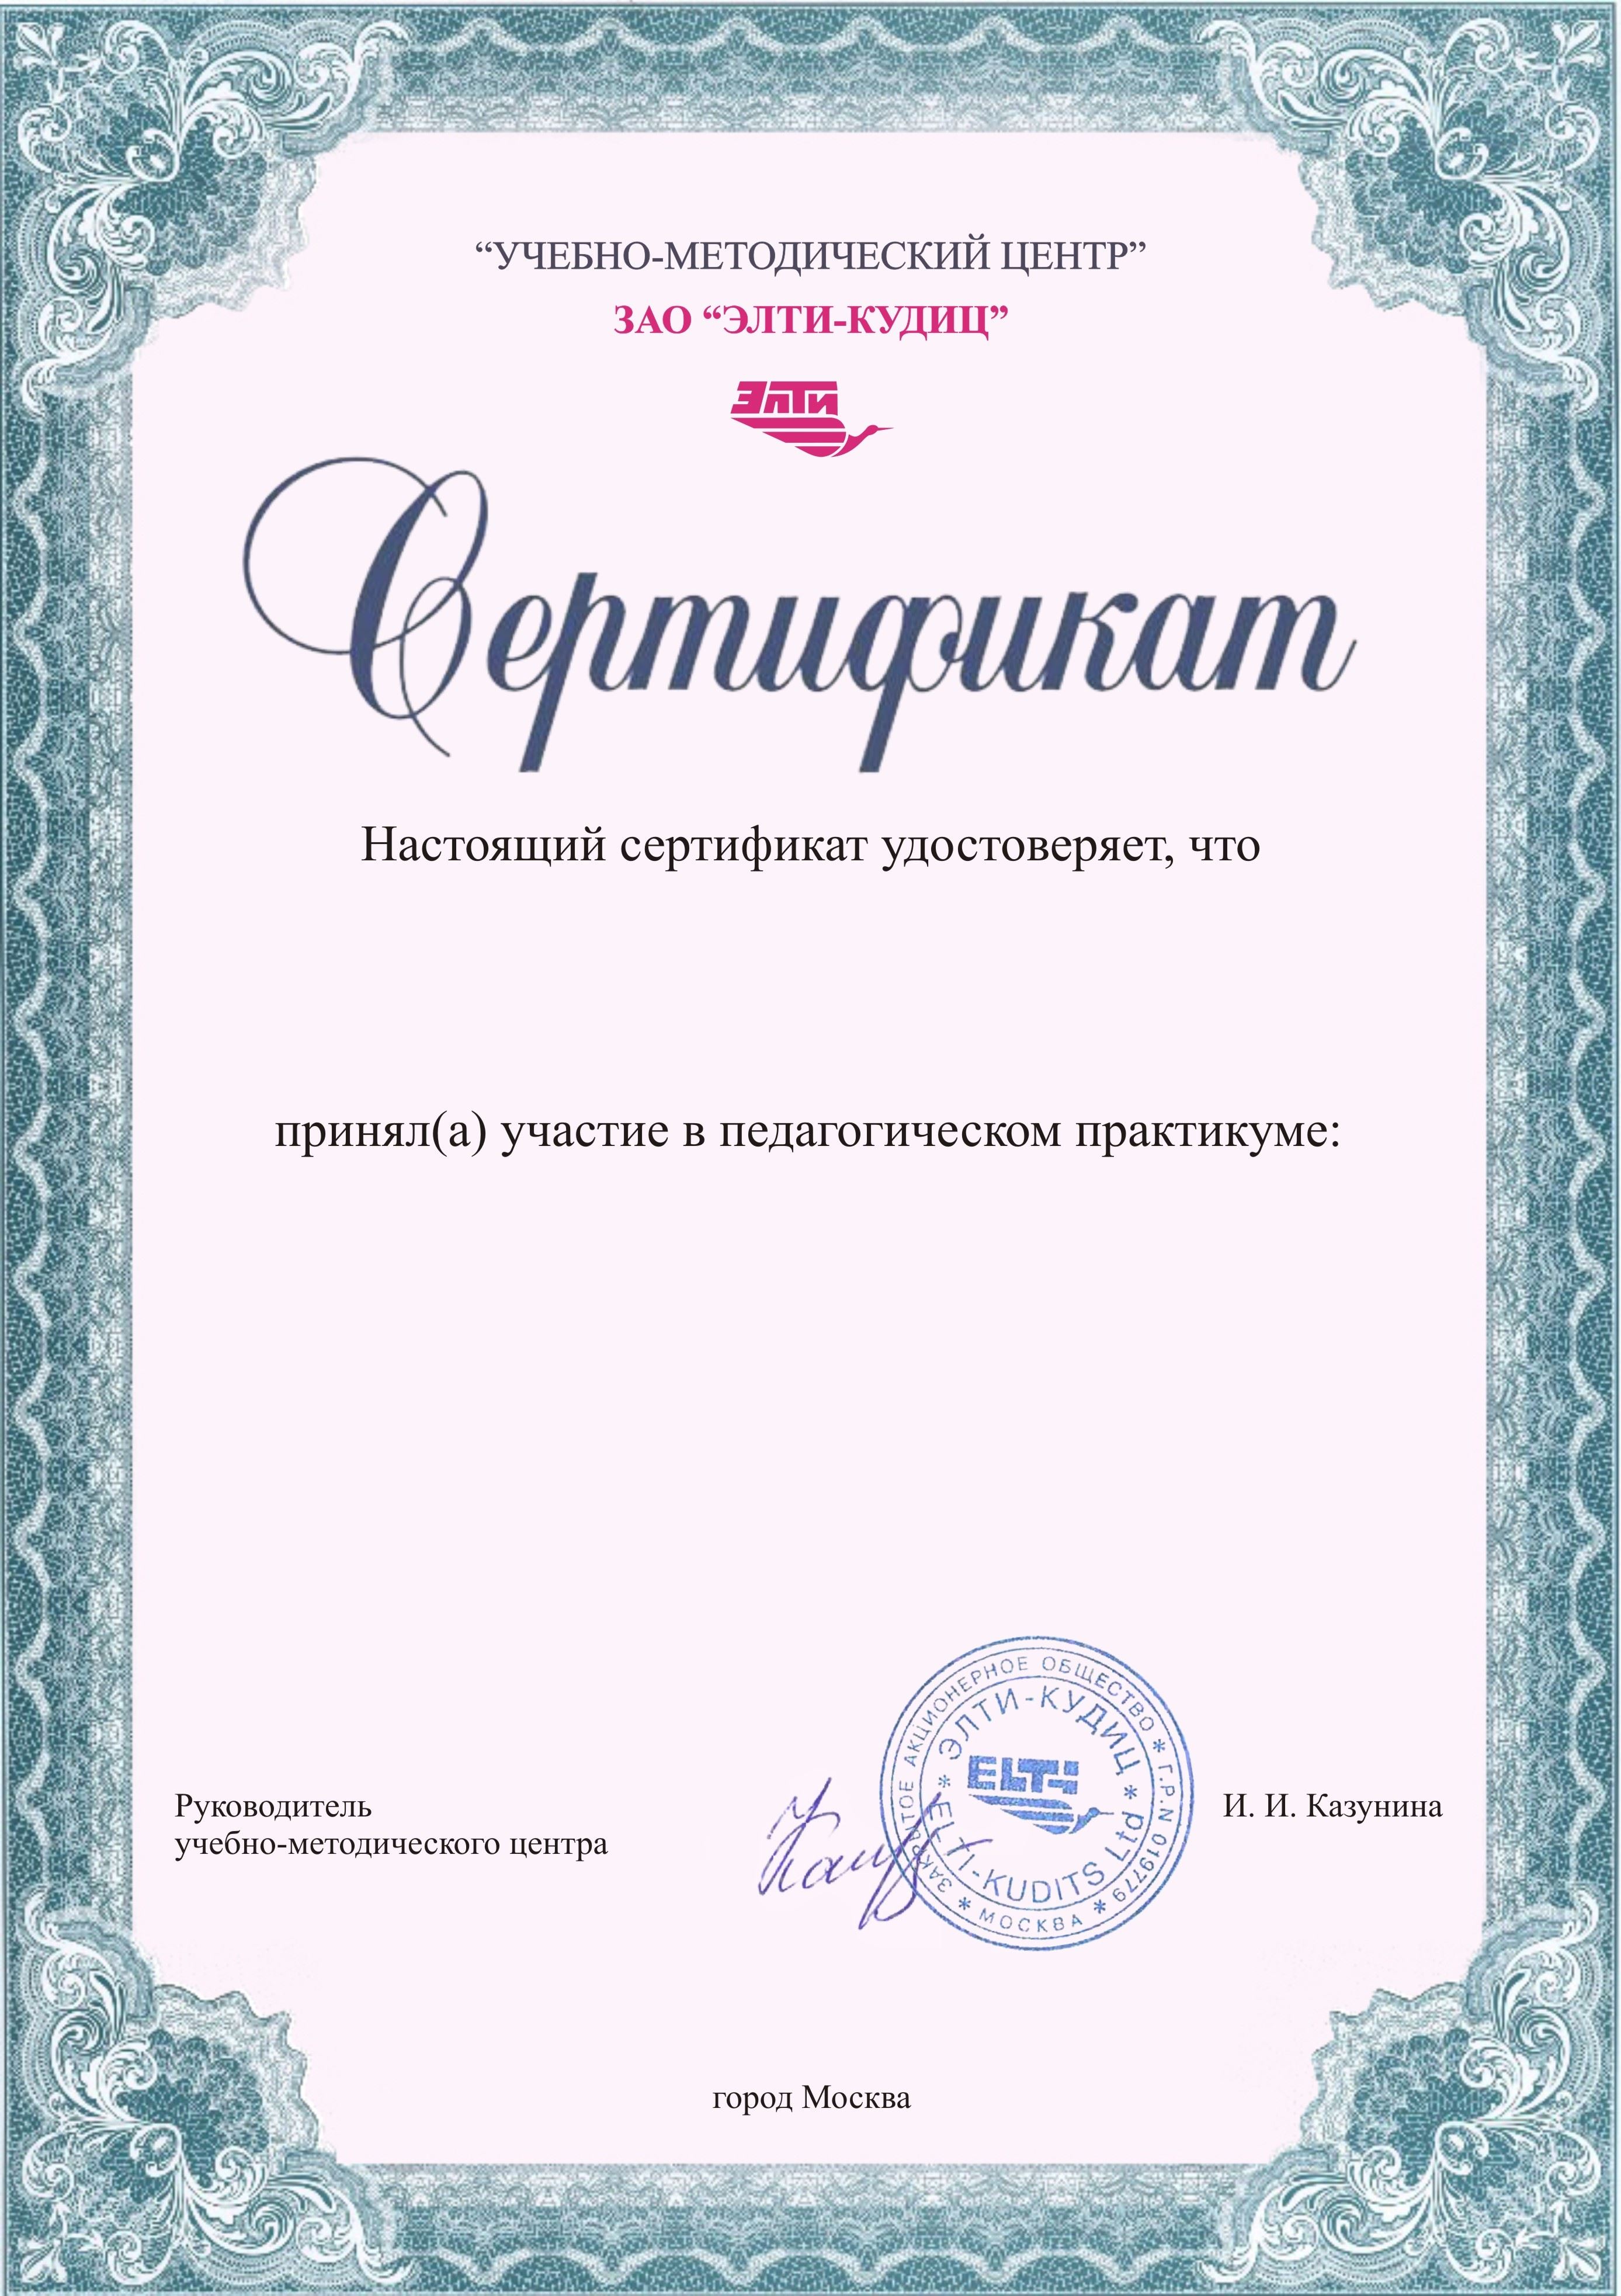 “УЧЕБНО-МЕТОДИЧЕСКИЙ ЦЕНТР”
ЗАО “ЭЛТИ-КУДИЦ”
Элти
Сертификат
Настоящий сертификат удостоверяет, что
принял(а) участие в педагогическом практикуме:
Руководитель
учебно-методического центра
ЗАКРЫТОЕ АКЦИОНЕРНОЕ ОБЩЕСТВО * Г.Р.N 019779 * МОСКВА *
ЭЛТИ-КУДИЦ * ELTI-KUDITS Ltd *
ELTI
И. И. Казунина
город Москва